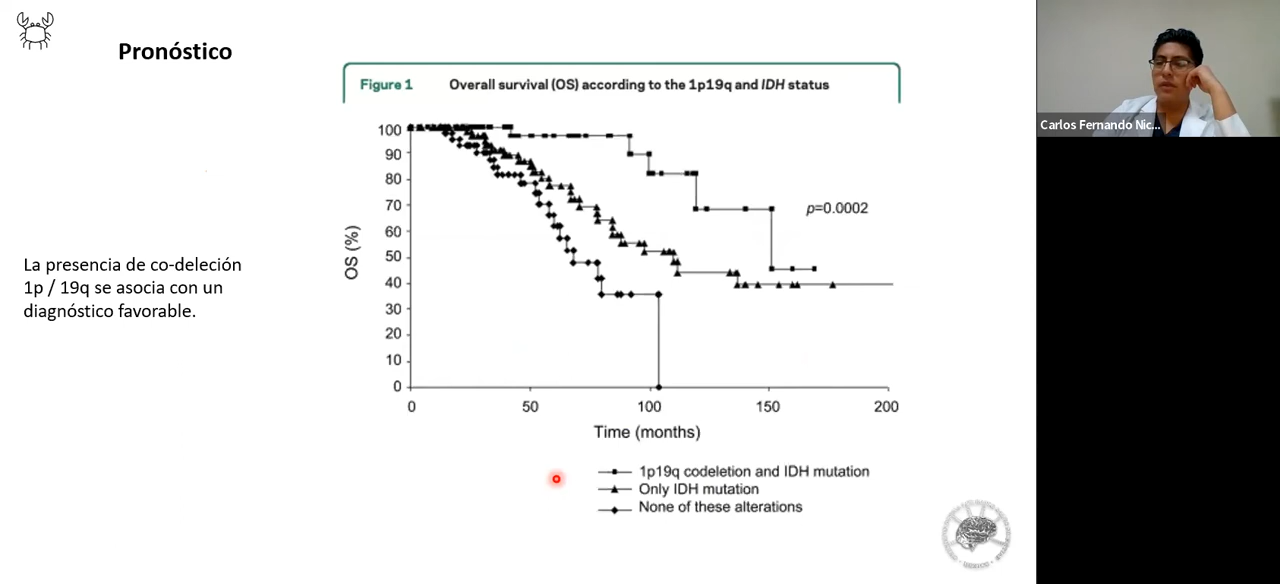 Pronóstico
Figure 1 Overall survival (OS) according to the 1p19q and IDH status
La presencia de co-deleción
1p / 19q se asocia con un
diagnóstico favorable.
OS (%)
100
90
80
70
60
50
40
30
20
10
0
p=0.0002
0 50 100 150 200
Time (months)
1p19q codeletion and IDH mutation
Only IDH mutation
None of these alterations
Carlos Fernando Nic...